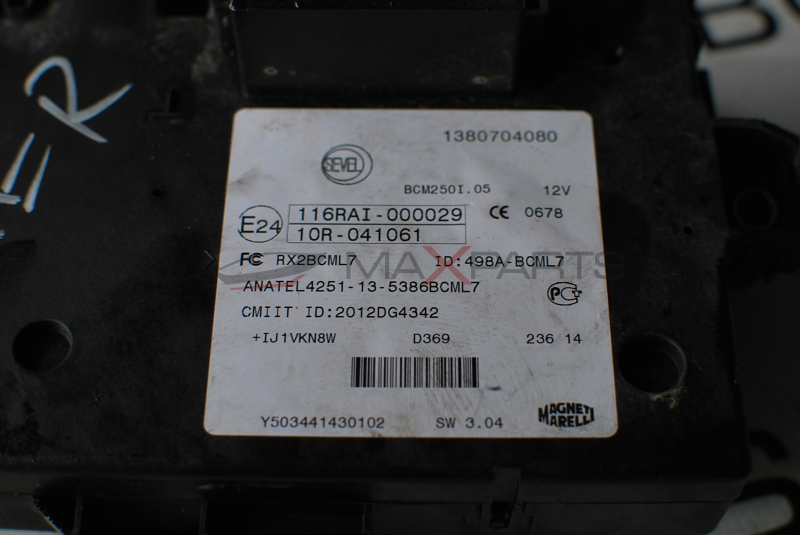 1380704080
SEVEL
BCM250I.05 12V
E24 116RAI-000029 CE 0678
10R-041061
FC RX2BCML7 ID:498A-BCML7
MAXPARTS
ANATEL4251-13-5386BCML7
CMIIT ID:2012DG4342
+IJ1VKN8W D369 236 14
Y503441430102 SW 3.04
MAGNETI
MARELLI